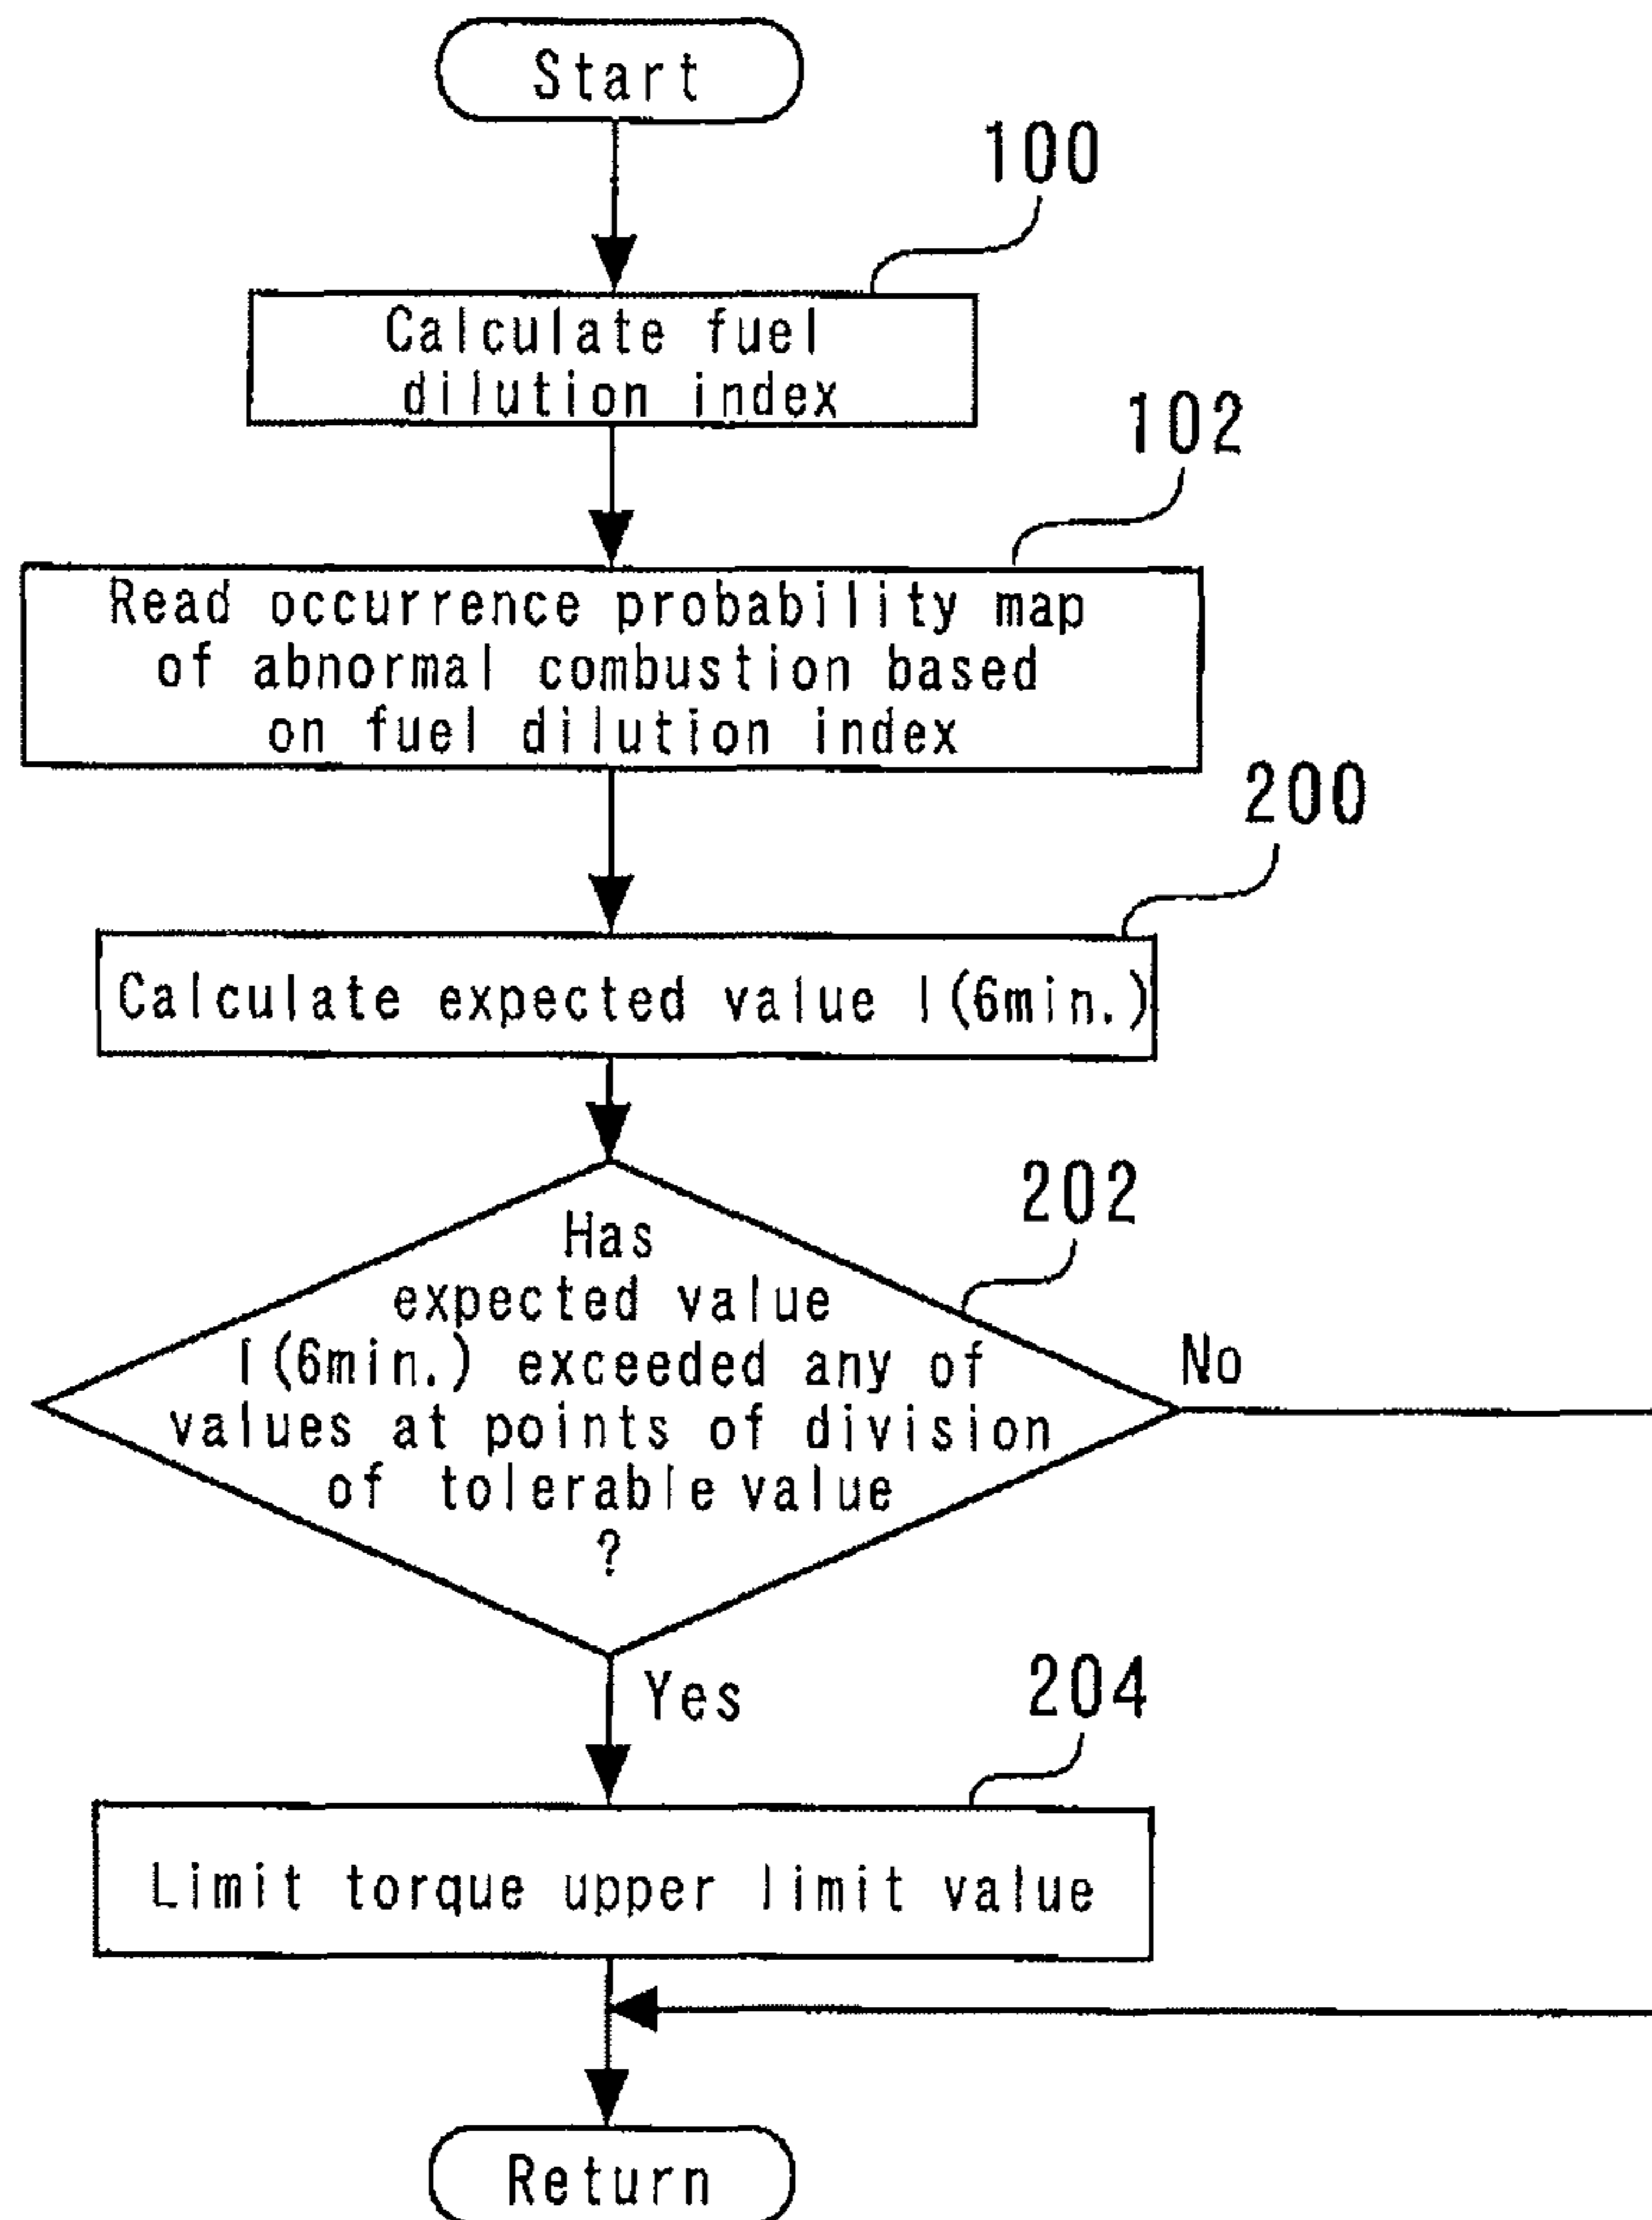 Start
100
Calculate fuel
dilution index
102
Read occurrence probability map
of abnormal combustion based
on fuel dilution index
200
Calculate expected value I(6min.)
202
Has
expected value
I(6min.) exceeded any of
values at points of division
of tolerable value
?
No
Yes
204
Limit torque upper limit value
Return